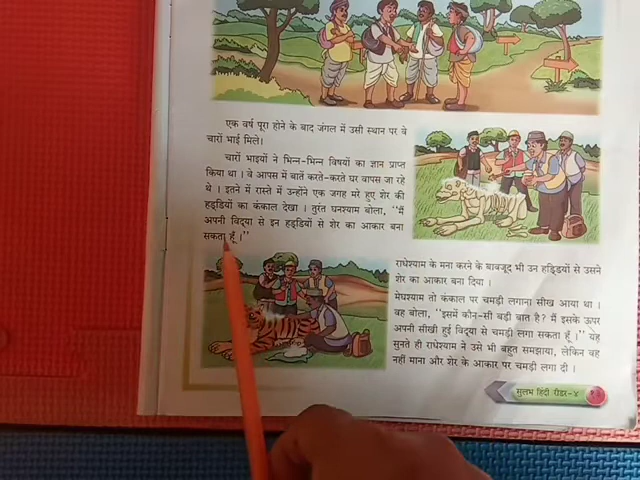 एक वर्ष पूरा होने के बाद जंगल में उसी स्थान पर वे
चारों भाई मिले।
चारों भाइयों ने भिन्न-भिन्न विषयों का ज्ञान प्राप्त
किया था। वे आपस में बातें करते-करते घर वापस जा रहे
थे । इतने में रास्ते में उन्होंने एक जगह मरे हुए शेर की
हड्डियों का कंकाल देखा । तुरंत घनश्याम बोला, ''मैं
अपनी विद्या से इन हड्डियों से शेर का आकार बना
सकता हूँ।''
राधेश्याम के मना करने के बावजूद भी उन हड्डियों से उसने
शेर का आकार बना दिया ।
मेघश्याम तो कंकाल पर चमड़ी लगाना सीख आया था ।
वह बोला, ''इसमें कौन-सी बड़ी बात है? मैं इसके ऊपर
अपनी सीखी हुई विद्या से चमड़ी लगा सकता हूँ ।'' यह
सुनते ही राधेश्याम ने उसे भी बहुत समझाया, लेकिन वह
नहीं माना और शेर के आकार पर चमड़ी लगा दी ।
सुलभ हिंदी रीडर-४